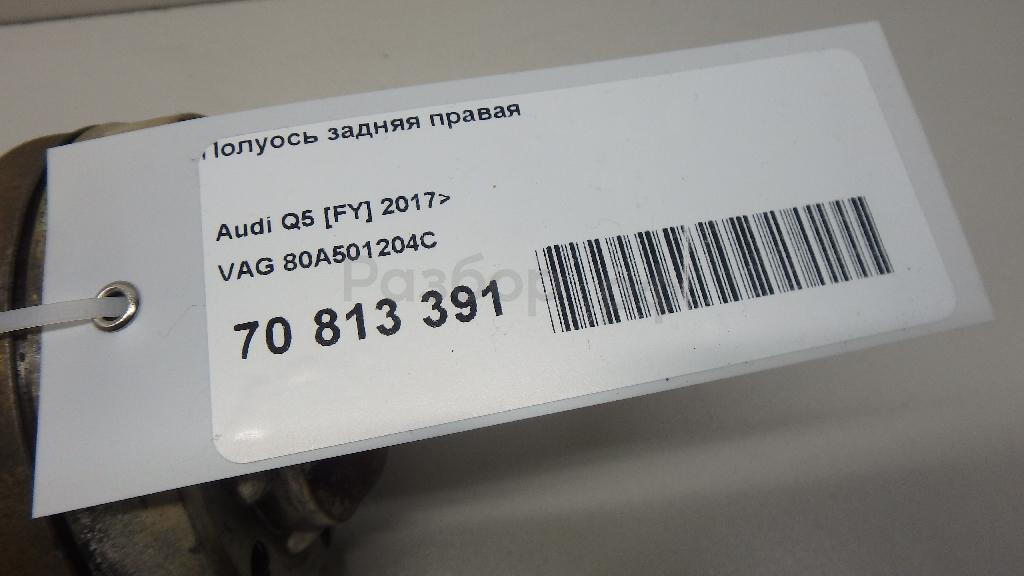 Полуось задняя правая
Audi Q5 [FY] 2017>
VAG 80A501204C
70 813 391